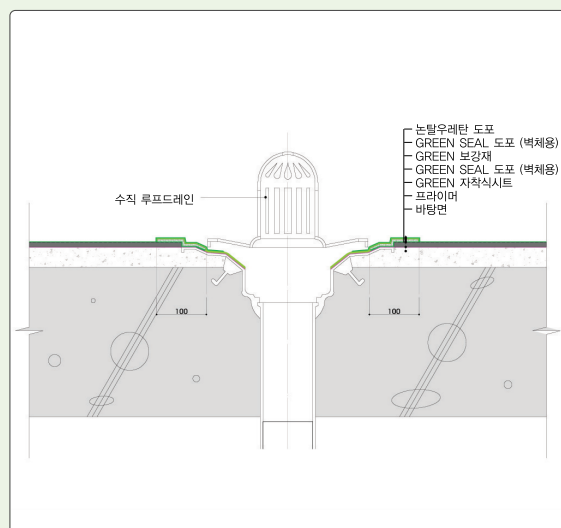 논탈우레탄 도포
GREEN SEAL 도포 (벽체용)
GREEN 보강재
GREEN SEAL 도포 (벽체용)
GREEN 자착식시트
프라이머
바탕면
수직 루프드레인
100
100